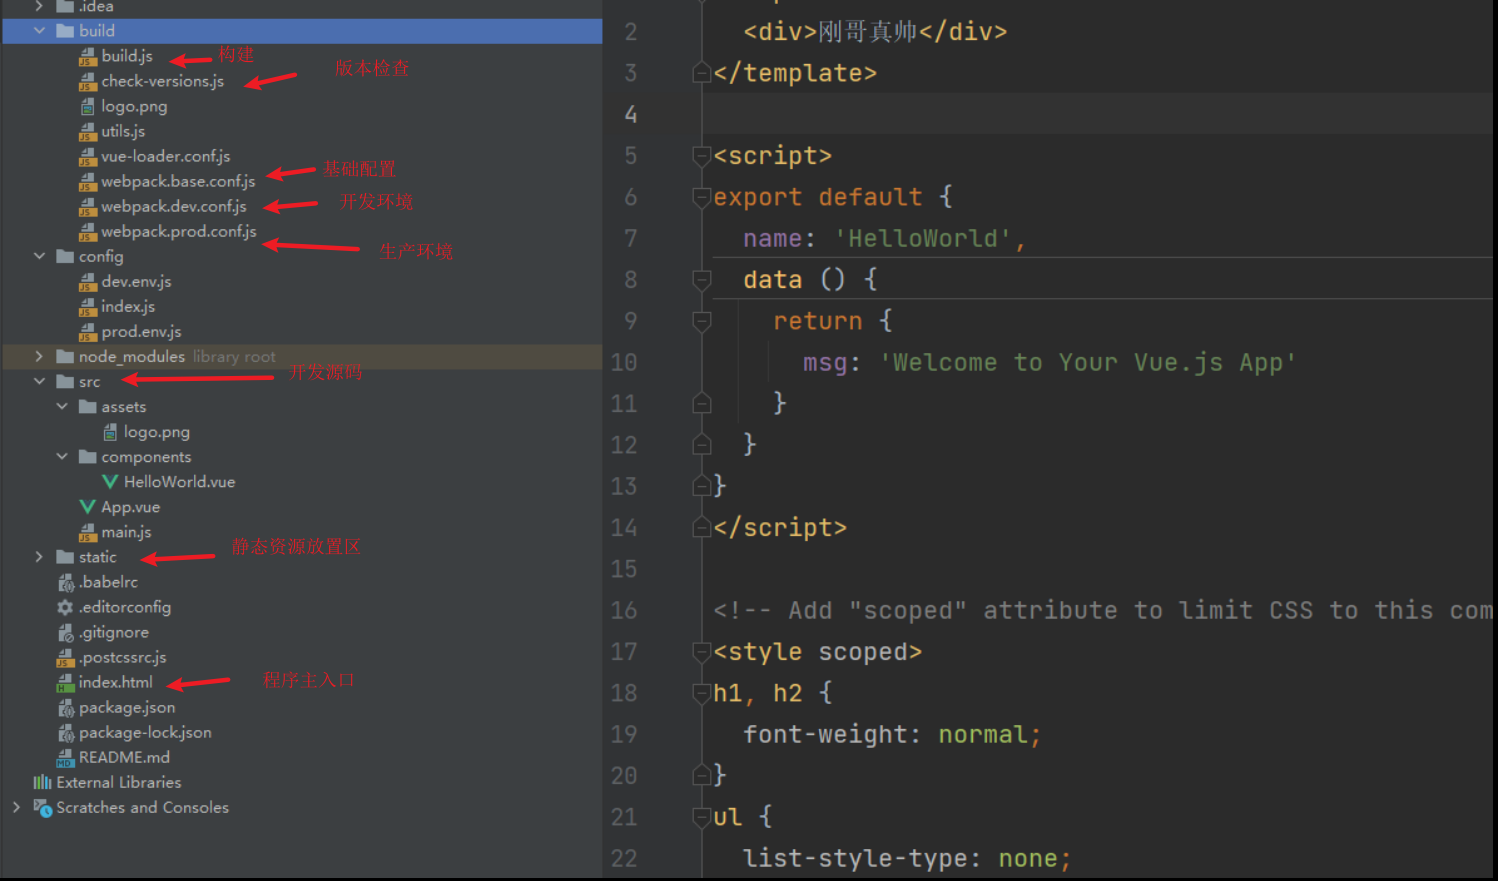 .idea
build
build.js
构建
check-versions.js
版本检查
logo.png
utils.js
vue-loader.conf.js
webpack.base.conf.js
基础配置
webpack.dev.conf.js
开发环境
webpack.prod.conf.js
生产环境
config
dev.env.js
index.js
prod.env.js
node_modules library root
src
开发源码
assets
logo.png
components
HelloWorld.vue
App.vue
main.js
static
静态资源放置区
.babelrc
.editorconfig
.gitignore
.postcssrc.js
index.html
程序主入口
package.json
package-lock.json
README.md
External Libraries
Scratches and Consoles
2 <div>刚哥真帅</div>
3 </template>
4
5 <script>
6 export default {
7 name: 'HelloWorld',
8 data () {
9 return {
10 msg: 'Welcome to Your Vue.js App'
11 }
12 }
13 }
14 </script>
15
16 <!-- Add "scoped" attribute to limit CSS to this com
17 <style scoped>
18 h1, h2 {
19 font-weight: normal;
20 }
21 ul {
22 list-style-type: none;